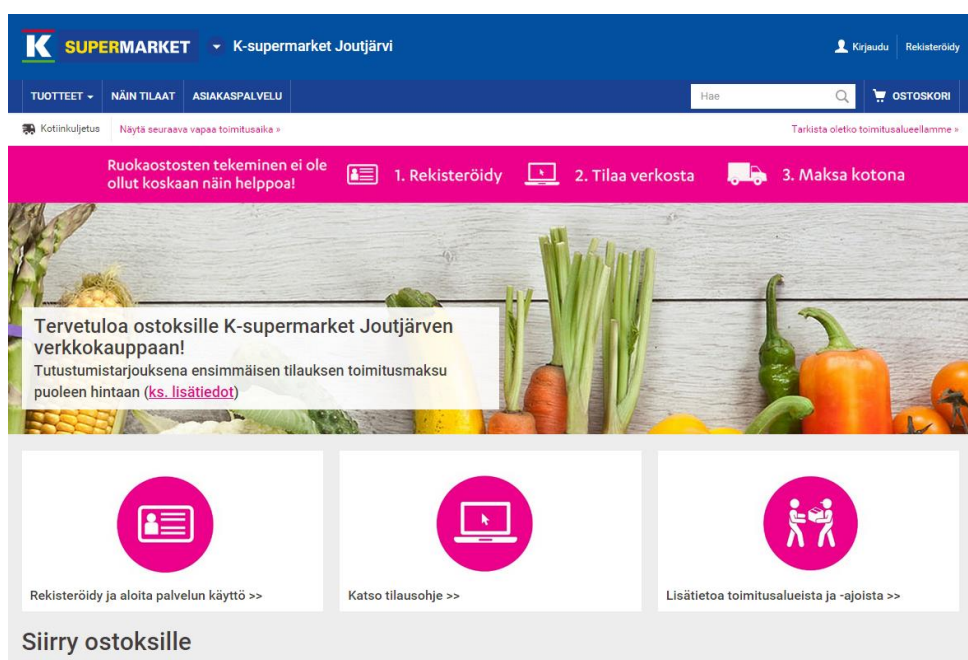 K SUPERMARKET K-supermarket Joutjärvi Kirjaudu Rekisteröidy
TUOTTEET NÄIN TILAAT ASIAKASPALVELU Hae OSTOSKORI
Kotiinkuljetus Näytä seuraava vapaa toimitusaika » Tarkista oletko toimitusalueellamme »
Ruokaostosten tekeminen ei ole
ollut koskaan näin helppoa!
1. Rekisteröidy 2. Tilaa verkosta 3. Maksa kotona
Tervetuloa ostoksille K-supermarket Joutjärven
verkkokauppaan!
Tutustumistarjouksena ensimmäisen tilauksen toimitusmaksu
puoleen hintaan (ks. lisätiedot)
Rekisteröidy ja aloita palvelun käyttö >>
Katso tilausohje >>
Lisätietoa toimitusalueista ja -ajoista >>
Siirry ostoksille